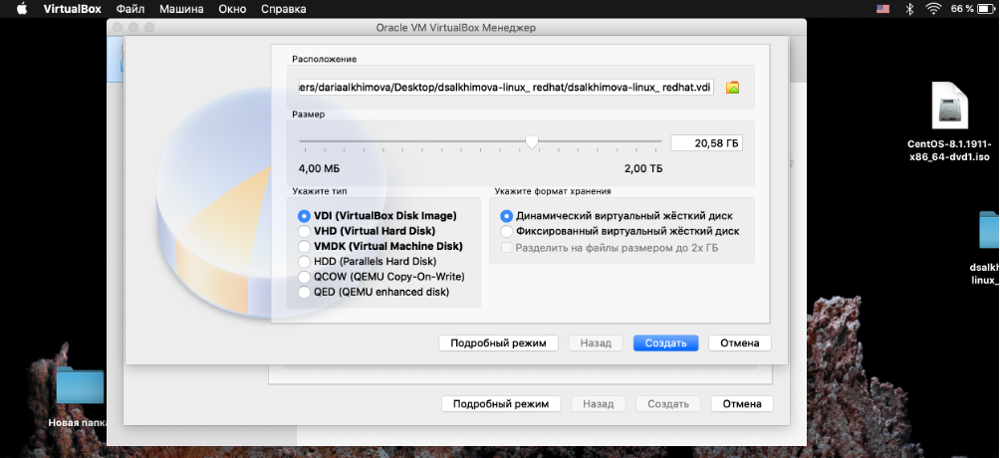 VirtualBox Файл Машина Окно Справка 66 %
Oracle VM VirtualBox Менеджер
Расположение
ers/dariaalkhimova/Desktop/dsalkhimova-linux_ redhat/dsalkhimova-linux_ redhat.vdi
Размер
20,58 ГБ
4,00 МБ 2,00 ТБ
Укажите тип
VDI (VirtualBox Disk Image)
VHD (Virtual Hard Disk)
VMDK (Virtual Machine Disk)
HDD (Parallels Hard Disk)
QCOW (QEMU Copy-On-Write)
QED (QEMU enhanced disk)
Укажите формат хранения
Динамический виртуальный жёсткий диск
Фиксированный виртуальный жёсткий диск
Разделить на файлы размером до 2х ГБ
Подробный режим Назад Создать Отмена
Подробный режим Назад Создать Отмена
CentOS-8.1.1911-
x86_64-dvd1.iso
dsalkh
linux_
Новая папка